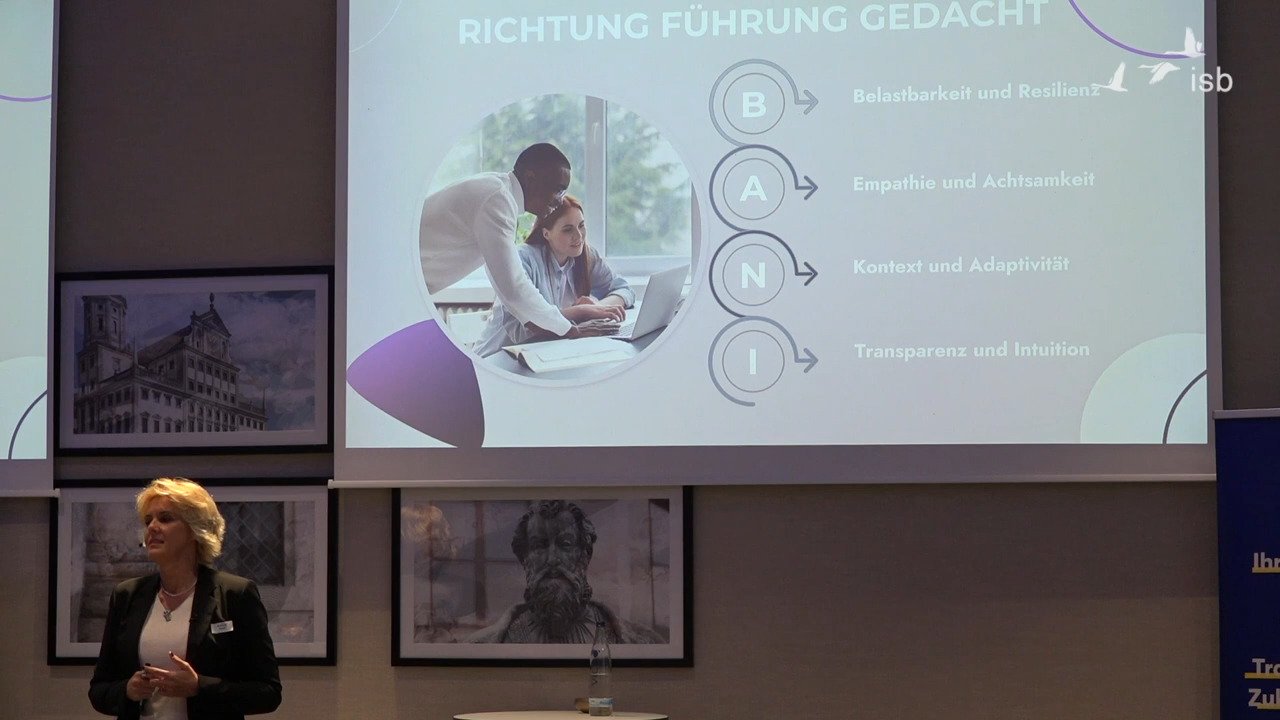 RICHTUNG FÜHRUNG GEDACHT
isb
B
Belastbarkeit und Resilienz
A
Empathie und Achtsamkeit
N
Kontext und Adaptivität
I
Transparenz und Intuition